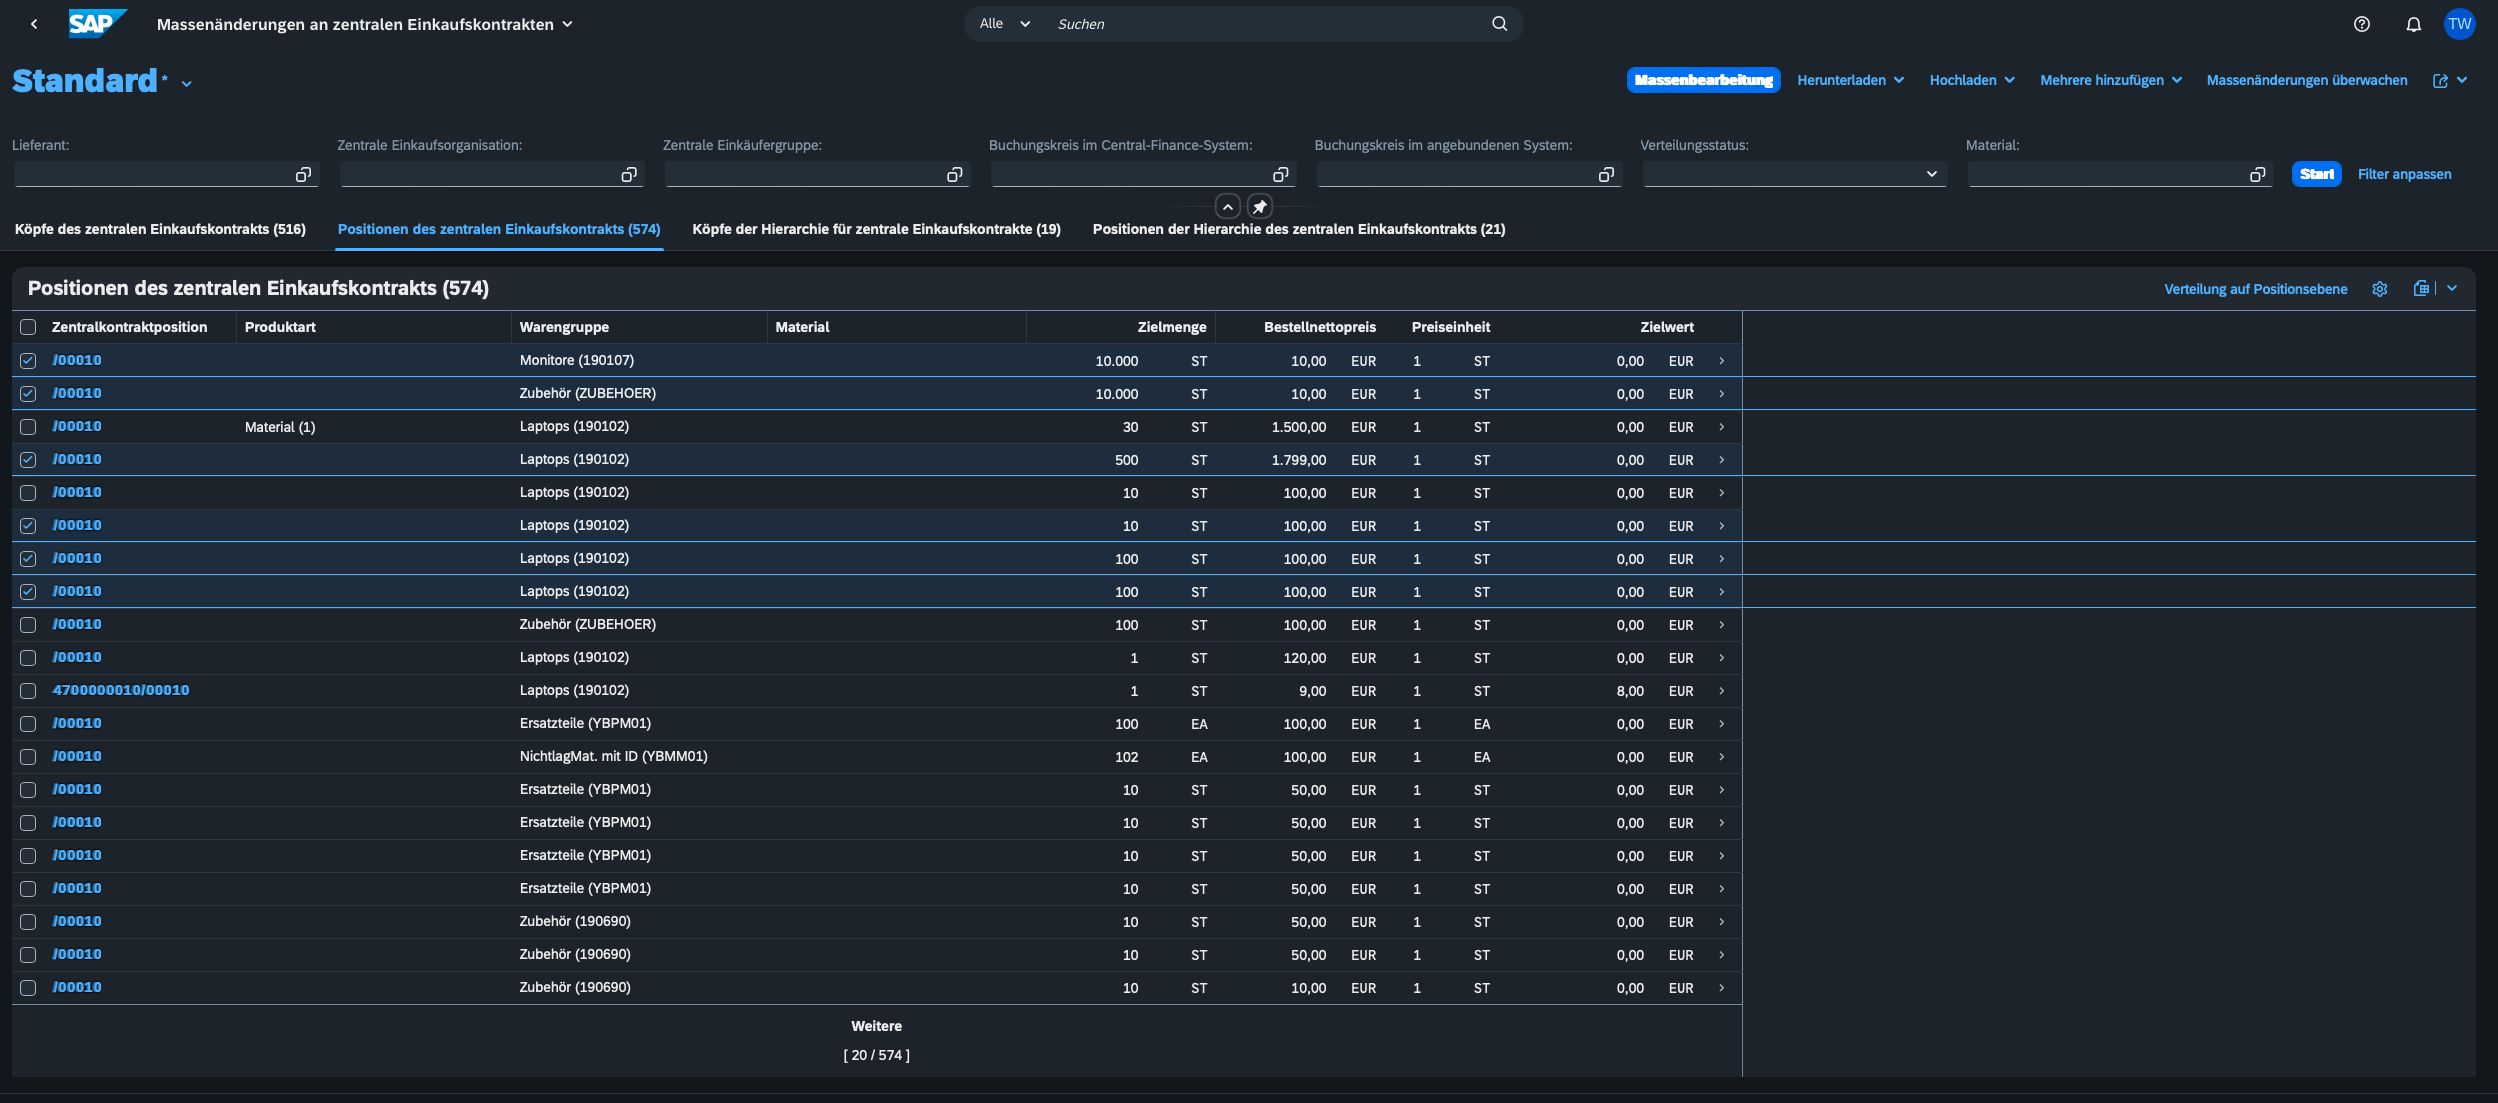 SAP Massenänderungen an zentralen Einkaufskontrakten Alle Suchen TW
Standard* Massenbearbeitung Herunterladen Hochladen Mehrere hinzufügen Massenänderungen überwachen
Lieferant: Zentrale Einkaufsorganisation: Zentrale Einkäufergruppe: Buchungskreis im Central-Finance-System: Buchungskreis im angebundenen System: Verteilungsstatus: Material:
Start Filter anpassen
Köpfe des zentralen Einkaufskontrakts (516) Positionen des zentralen Einkaufskontrakts (574) Köpfe der Hierarchie für zentrale Einkaufskontrakte (19) Positionen der Hierarchie des zentralen Einkaufskontrakts (21)
Positionen des zentralen Einkaufskontrakts (574) Verteilung auf Positionsebene
Zentralkontraktposition Produktart Warengruppe Material Zielmenge Bestellnettopreis Preiseinheit Zielwert
/00010 Monitore (190107) 10.000 ST 10,00 EUR 1 ST 0,00 EUR
/00010 Zubehör (ZUBEHOER) 10.000 ST 10,00 EUR 1 ST 0,00 EUR
/00010 Material (1) Laptops (190102) 30 ST 1.500,00 EUR 1 ST 0,00 EUR
/00010 Laptops (190102) 500 ST 1.799,00 EUR 1 ST 0,00 EUR
/00010 Laptops (190102) 10 ST 100,00 EUR 1 ST 0,00 EUR
/00010 Laptops (190102) 10 ST 100,00 EUR 1 ST 0,00 EUR
/00010 Laptops (190102) 100 ST 100,00 EUR 1 ST 0,00 EUR
/00010 Laptops (190102) 100 ST 100,00 EUR 1 ST 0,00 EUR
/00010 Zubehör (ZUBEHOER) 100 ST 100,00 EUR 1 ST 0,00 EUR
/00010 Laptops (190102) 1 ST 120,00 EUR 1 ST 0,00 EUR
4700000010/00010 Laptops (190102) 1 ST 9,00 EUR 1 ST 8,00 EUR
/00010 Ersatzteile (YBPM01) 100 EA 100,00 EUR 1 EA 0,00 EUR
/00010 NichtlagMat. mit ID (YBMM01) 102 EA 100,00 EUR 1 EA 0,00 EUR
/00010 Ersatzteile (YBPM01) 10 ST 50,00 EUR 1 ST 0,00 EUR
/00010 Ersatzteile (YBPM01) 10 ST 50,00 EUR 1 ST 0,00 EUR
/00010 Ersatzteile (YBPM01) 10 ST 50,00 EUR 1 ST 0,00 EUR
/00010 Ersatzteile (YBPM01) 10 ST 50,00 EUR 1 ST 0,00 EUR
/00010 Zubehör (190690) 10 ST 50,00 EUR 1 ST 0,00 EUR
/00010 Zubehör (190690) 10 ST 50,00 EUR 1 ST 0,00 EUR
/00010 Zubehör (190690) 10 ST 10,00 EUR 1 ST 0,00 EUR
Weitere
[ 20 / 574 ]